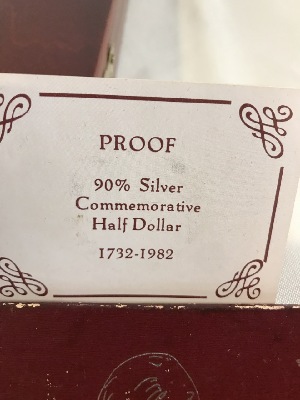 PROOF
90% Silver
Commemorative
Half Dollar
1732-1982